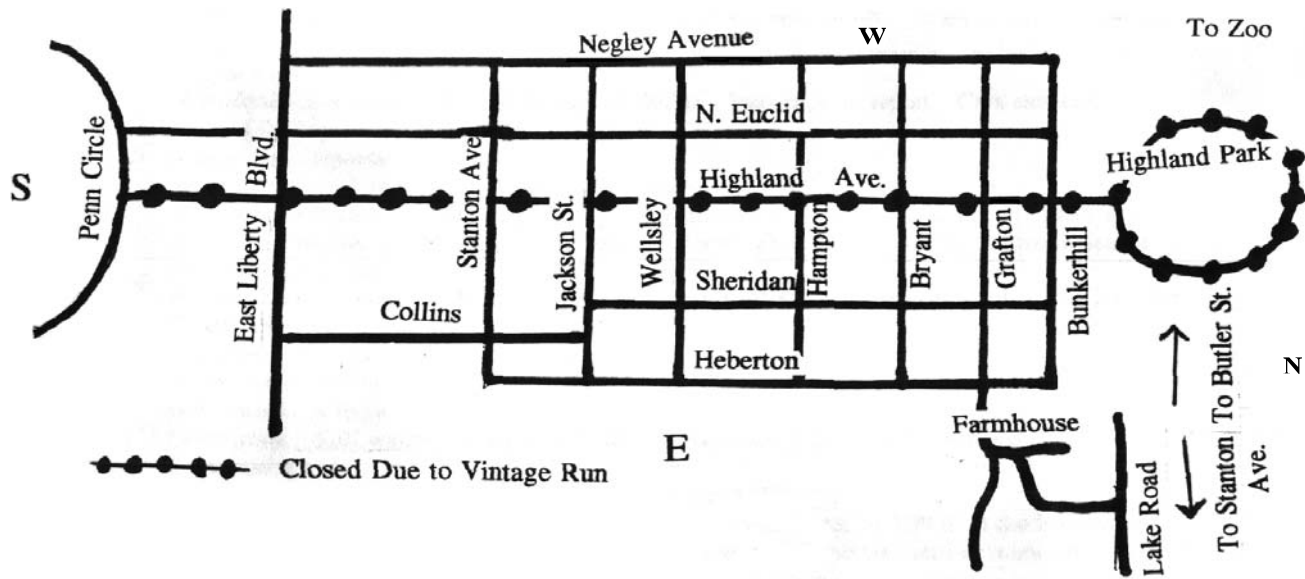 Negley Avenue
W
To Zoo
N. Euclid
Highland Park
S
Penn Circle
East Liberty Blvd.
Stanton Ave
Highland Ave.
Jackson St.
Wellsley
Hampton
Bryant
Grafton
Bunkerhill
Sheridan
Collins
Heberton
N
E
Farmhouse
Lake Road
To Stanton Ave.
To Butler St.
Closed Due to Vintage Run